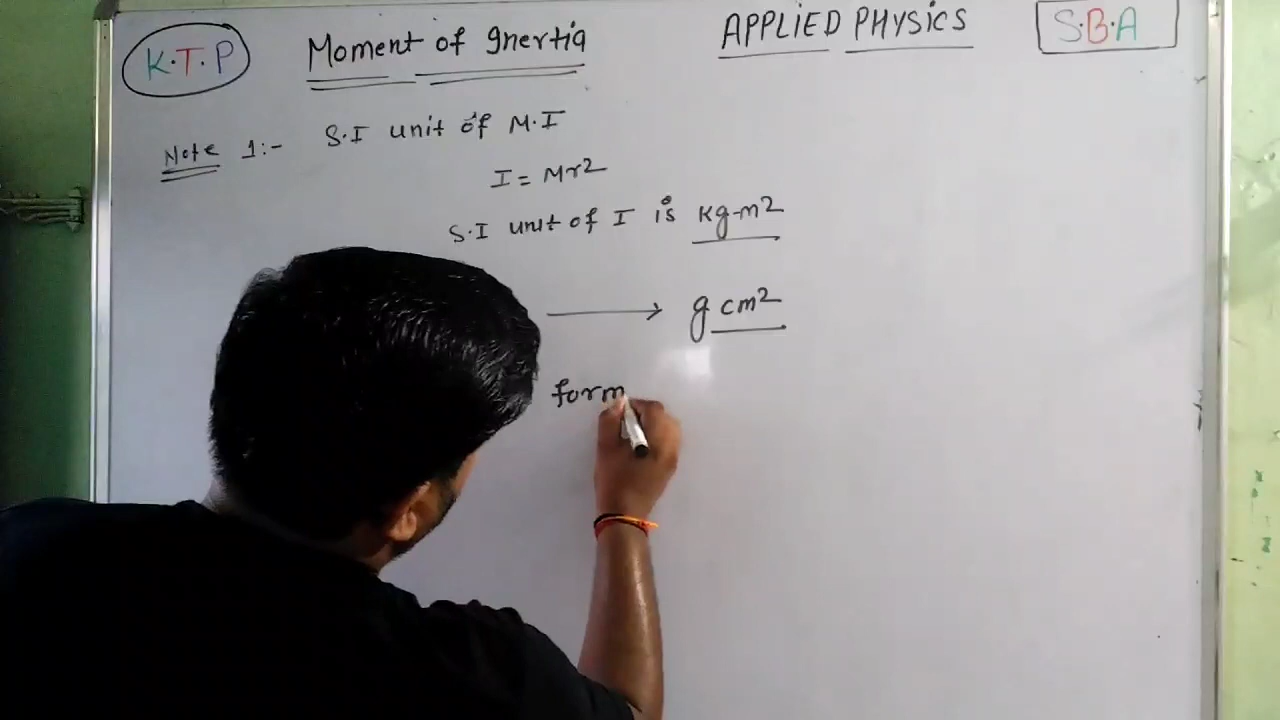 K.T.P
Moment of Inertia
APPLIED PHYSICS
S.B.A
Note 1:- S.I unit of M.I
I = Mr2
S.I unit of I is Kg-m2
→ g cm2
form